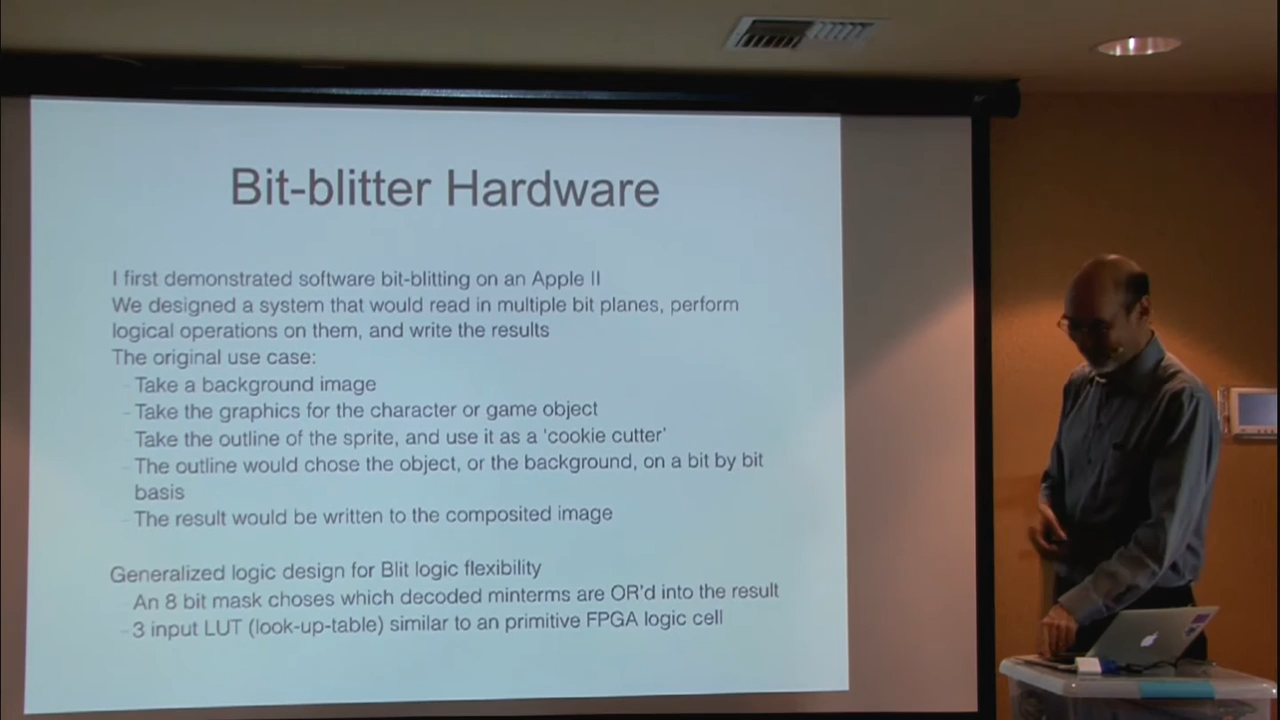 Bit-blitter Hardware
I first demonstrated software bit-blitting on an Apple II
We designed a system that would read in multiple bit planes, perform
logical operations on them, and write the results
The original use case:
- Take a background image
- Take the graphics for the character or game object
- Take the outline of the sprite, and use it as a 'cookie cutter'
- The outline would chose the object, or the background, on a bit by bit
basis
- The result would be written to the composited image
Generalized logic design for Blit logic flexibility
- An 8 bit mask choses which decoded minterms are OR'd into the result
- 3 input LUT (look-up-table) similar to an primitive FPGA logic cell